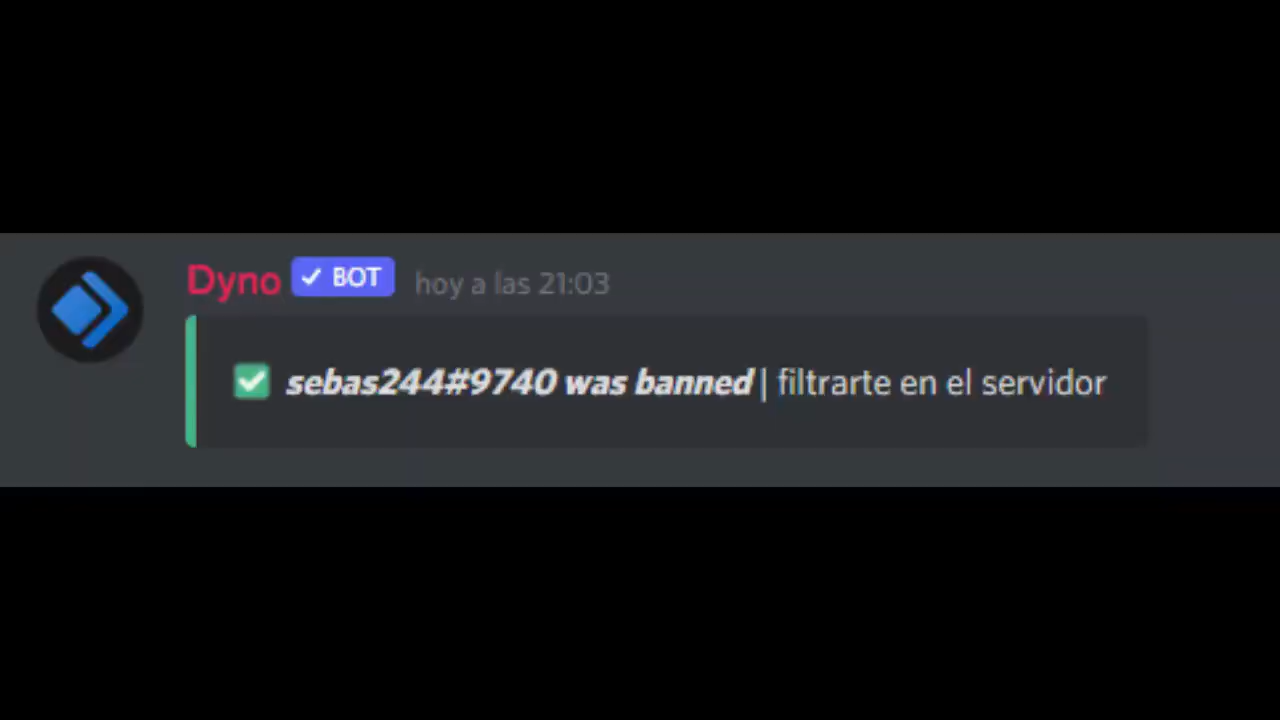 Dyno ✓ BOT hoy a las 21:03
✅ sebas244#9740 was banned | filtrarte en el servidor